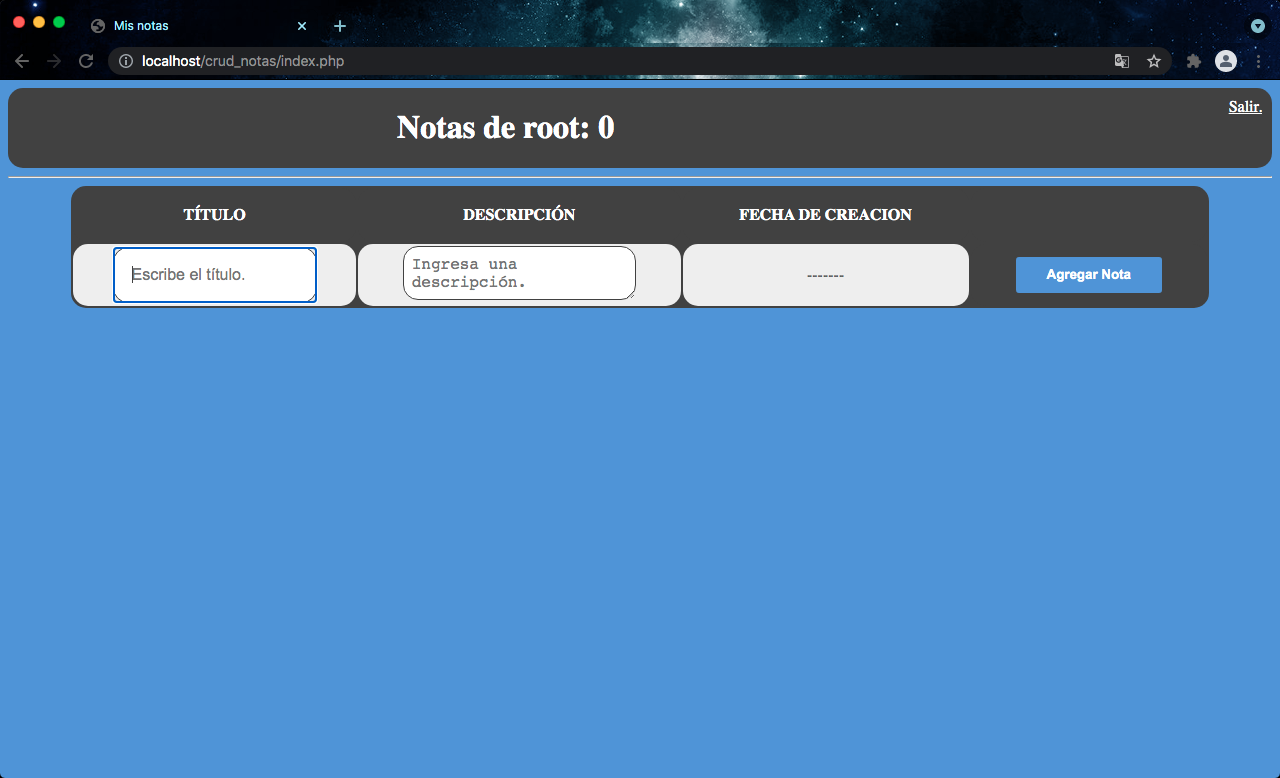 Mis notas
localhost/crud_notas/index.php
Salir.
Notas de root: 0
TÍTULO DESCRIPCIÓN FECHA DE CREACION
Escribe el título.
Ingresa una
descripción.
-------
Agregar Nota